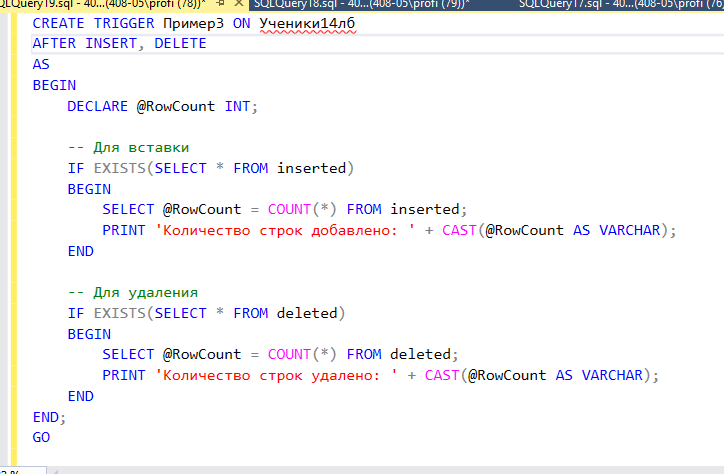 QLQuery19.sql - 40...(408-05\profi (78))* SQLQuery18.sql - 40...(408-05\profi (79))* SQLQuery17.sql - 40...(408-05\profi (76)
CREATE TRIGGER Пример3 ON Ученики14лб
AFTER INSERT, DELETE
AS
BEGIN
    DECLARE @RowCount INT;
    -- Для вставки
    IF EXISTS(SELECT * FROM inserted)
    BEGIN
        SELECT @RowCount = COUNT(*) FROM inserted;
        PRINT 'Количество строк добавлено: ' + CAST(@RowCount AS VARCHAR);
    END
    -- Для удаления
    IF EXISTS(SELECT * FROM deleted)
    BEGIN
        SELECT @RowCount = COUNT(*) FROM deleted;
        PRINT 'Количество строк удалено: ' + CAST(@RowCount AS VARCHAR);
    END
END;
GO